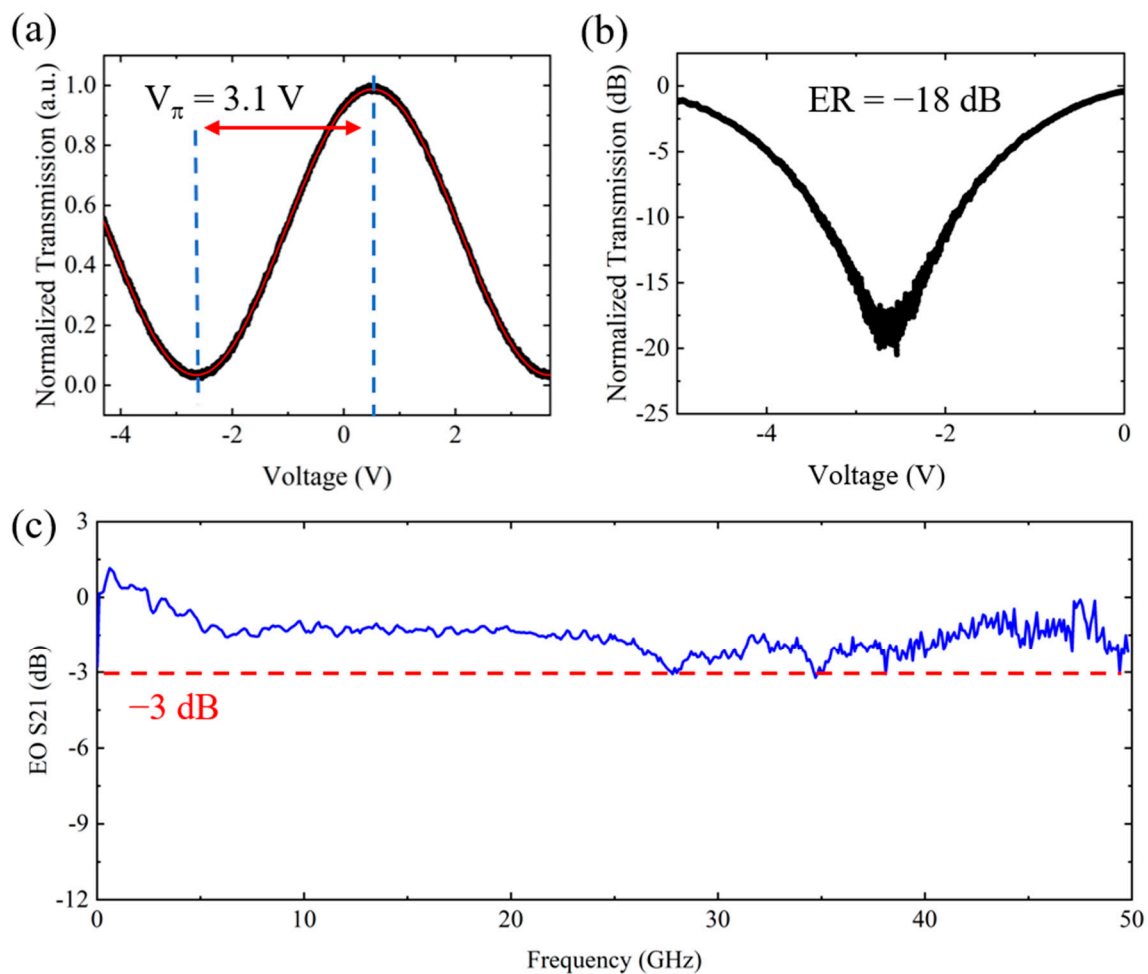 (a)
Normalized Transmission (a.u.)
1.0
0.8
0.6
0.4
0.2
0.0
Vπ = 3.1 V
-4
-2
0
2
Voltage (V)
(b)
Normalized Transmission (dB)
0
-5
-10
-15
-20
-25
ER = −18 dB
-4
-2
0
Voltage (V)
(c)
EO S21 (dB)
3
0
-3
-6
-9
-12
−3 dB
0
10
20
30
40
50
Frequency (GHz)